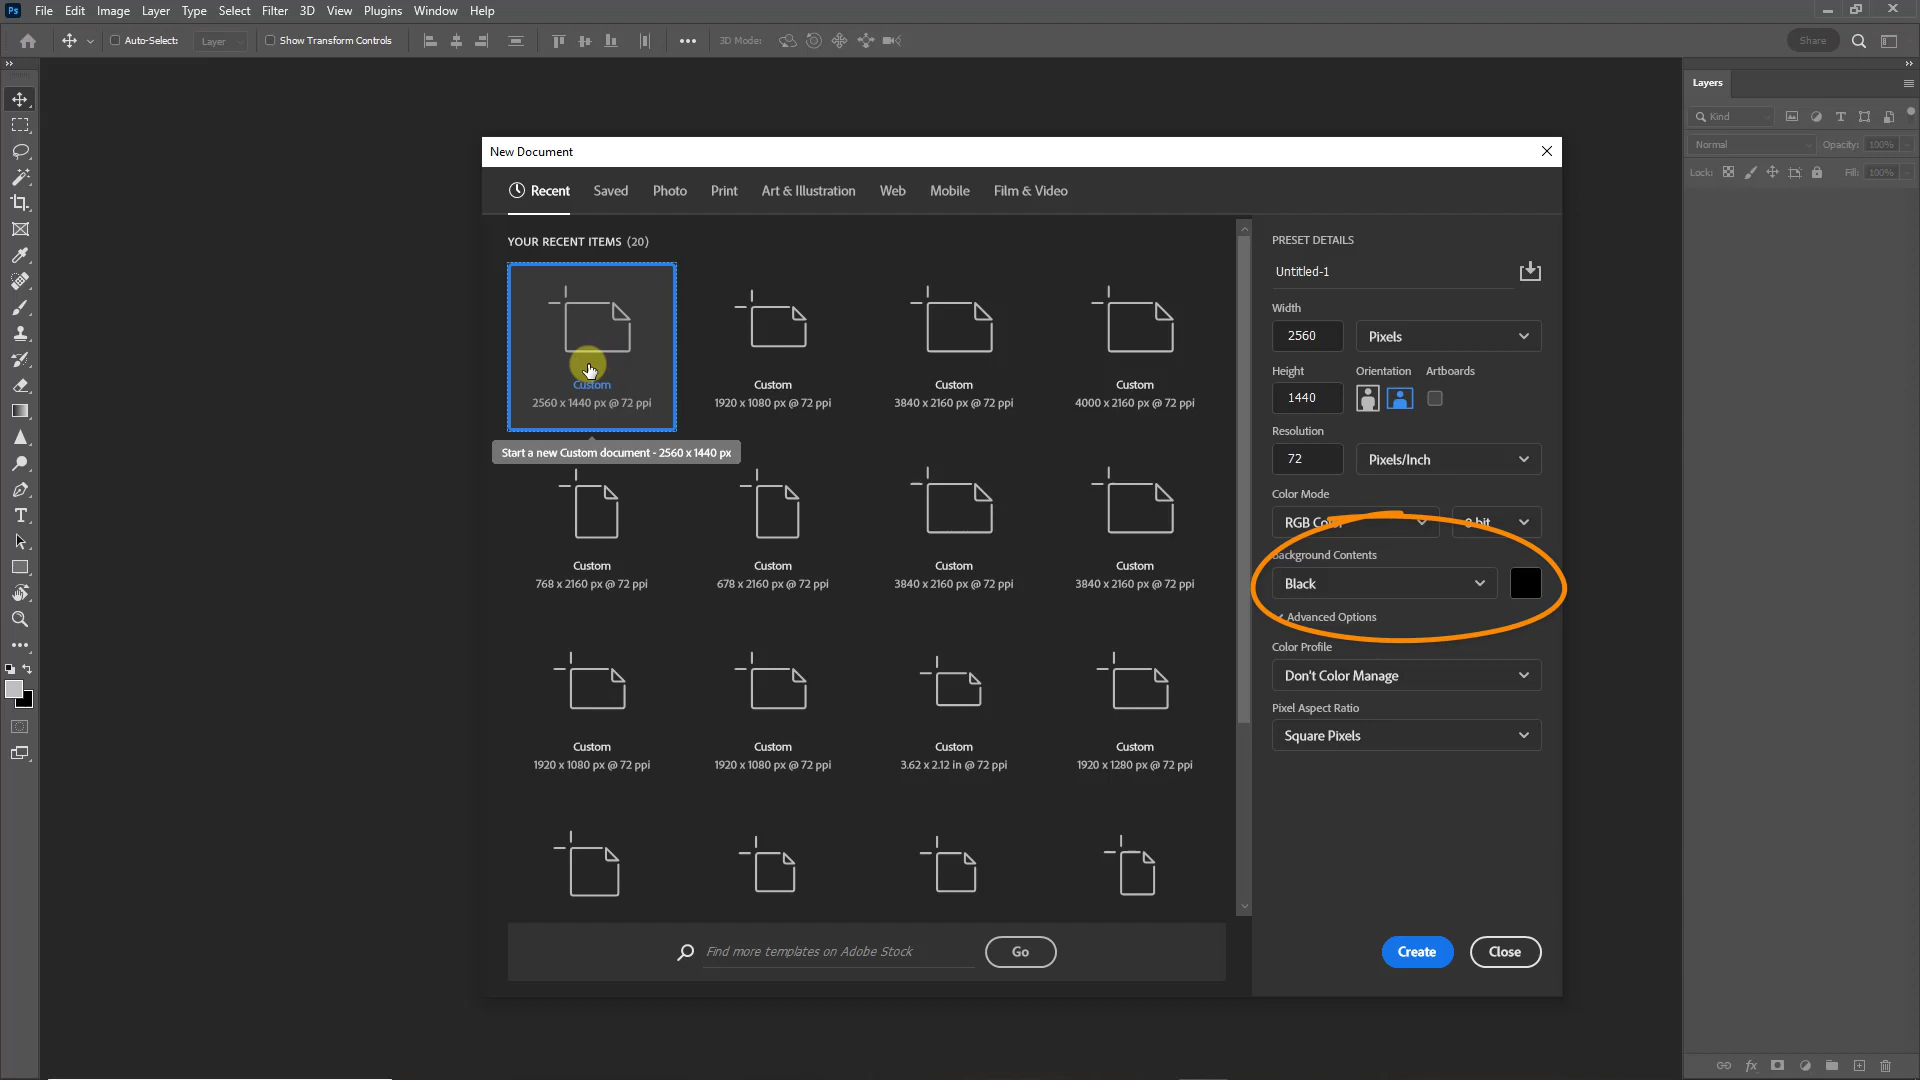 Ps File Edit Image Layer Type Select Filter 3D View Plugins Window Help
Auto-Select: Layer Show Transform Controls 3D Mode: Share
Layers
Kind
Normal Opacity: 100%
Lock: Fill: 100%
New Document
Recent Saved Photo Print Art & Illustration Web Mobile Film & Video
YOUR RECENT ITEMS (20)
Custom
2560 x 1440 px @ 72 ppi
Custom
1920 x 1080 px @ 72 ppi
Custom
3840 x 2160 px @ 72 ppi
Custom
4000 x 2160 px @ 72 ppi
Start a new Custom document - 2560 x 1440 px
Custom
768 x 2160 px @ 72 ppi
Custom
678 x 2160 px @ 72 ppi
Custom
3840 x 2160 px @ 72 ppi
Custom
3840 x 2160 px @ 72 ppi
Custom
1920 x 1080 px @ 72 ppi
Custom
1920 x 1080 px @ 72 ppi
Custom
3.62 x 2.12 in @ 72 ppi
Custom
1920 x 1280 px @ 72 ppi
Find more templates on Adobe Stock Go
PRESET DETAILS
Untitled-1
Width
2560 Pixels
Height Orientation Artboards
1440
Resolution
72 Pixels/Inch
Color Mode
RGB Color 8 bit
Background Contents
Black
Advanced Options
Color Profile
Don't Color Manage
Pixel Aspect Ratio
Square Pixels
Create Close